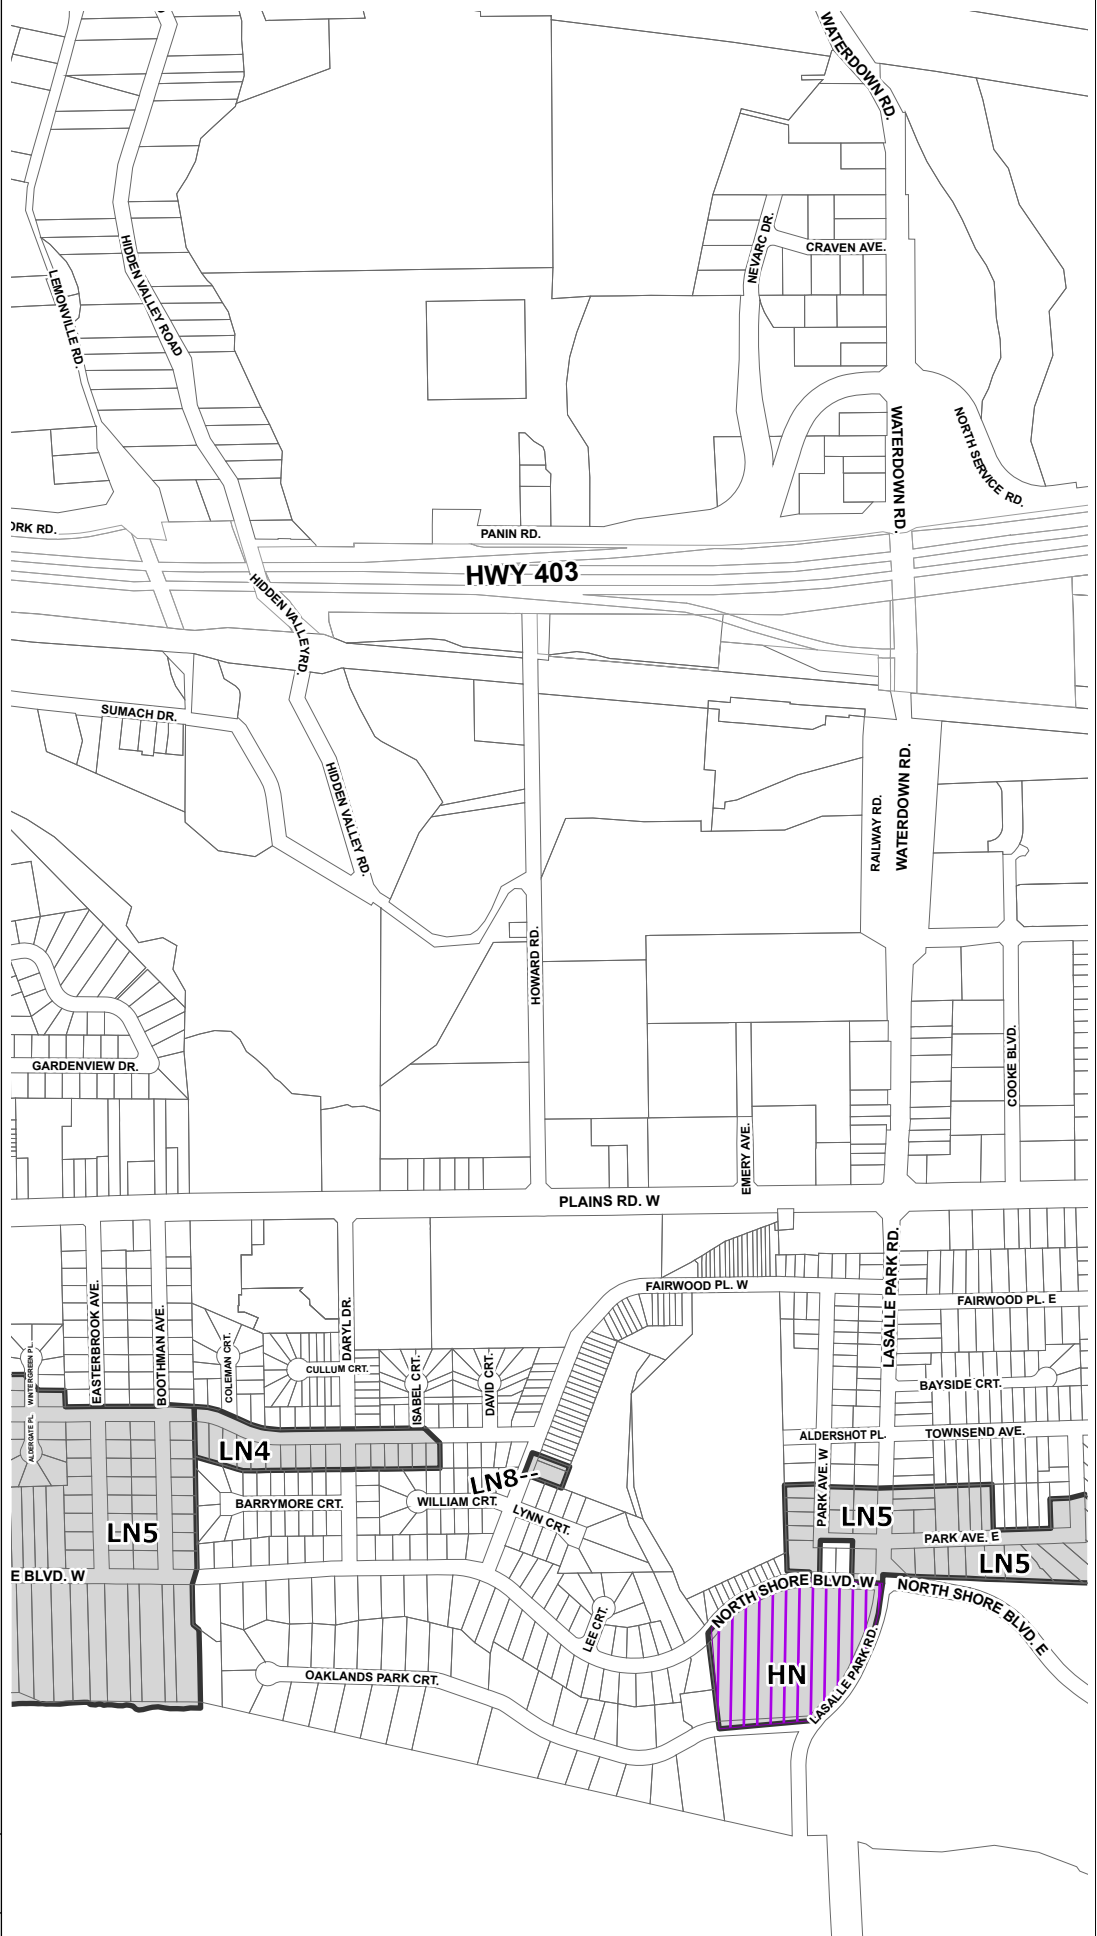 WATERDOWN RD.
NEVARC DR.
CRAVEN AVE.
HIDDEN VALLEY ROAD
LEMONVILLE RD.
WATERDOWN RD.
NORTH SERVICE RD.
ORK RD.
PANIN RD.
HWY 403
HIDDEN VALLEYRD.
SUMACH DR.
HIDDEN VALLEY RD.
RAILWAY RD.
WATERDOWN RD.
HOWARD RD.
GARDENVIEW DR.
COOKE BLVD.
EMERY AVE.
PLAINS RD. W
LASALLE PARK RD.
FAIRWOOD PL. W
FAIRWOOD PL. E
EASTERBROOK AVE.
BOOTHMAN AVE.
DARYL DR.
WINTERGREEN PL.
COLEMAN CRT.
CULLUM CRT.
ISABEL CRT.
DAVID CRT.
BAYSIDE CRT.
ALDERGATE PL.
ALDERSHOT PL.
TOWNSEND AVE.
LN4
LN8--
PARK AVE. W
BARRYMORE CRT.
WILLIAM CRT.
LYNN CRT.
LN5
LN5
PARK AVE. E
LN5
E BLVD. W
NORTH SHORE BLVD. W
NORTH SHORE BLVD. E
LEE CRT.
OAKLANDS PARK CRT.
HN
LASALLE PARK RD.